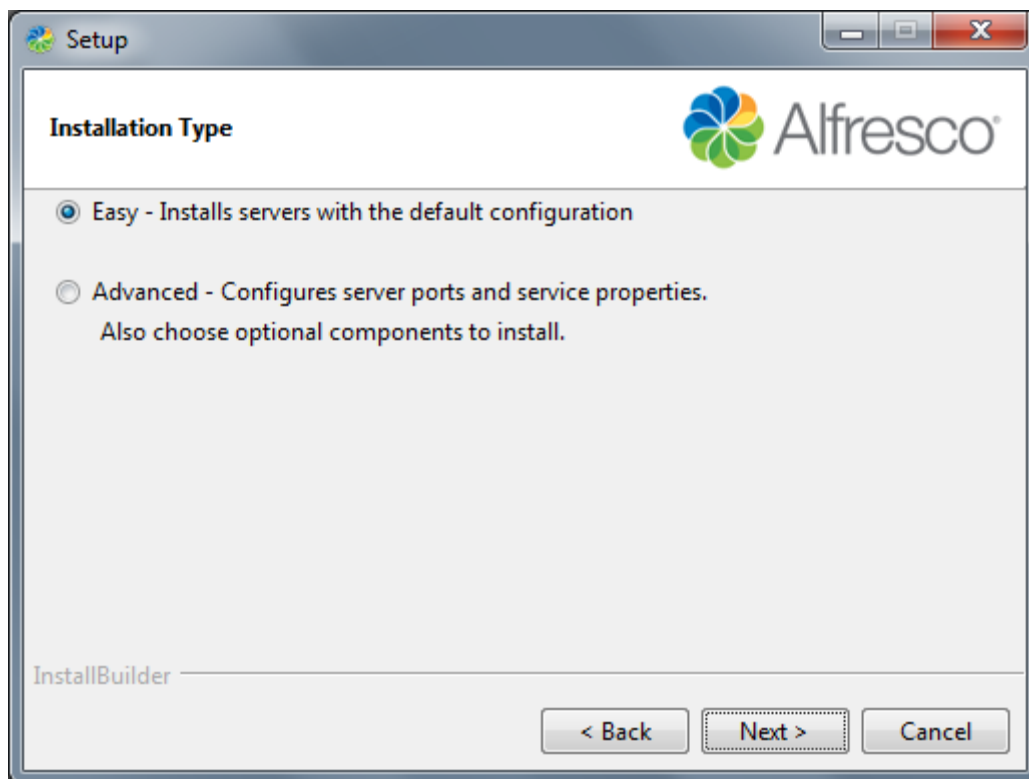 Setup
Installation Type
Alfresco®
Easy - Installs servers with the default configuration
Advanced - Configures server ports and service properties.
Also choose optional components to install.
InstallBuilder
< Back
Next >
Cancel